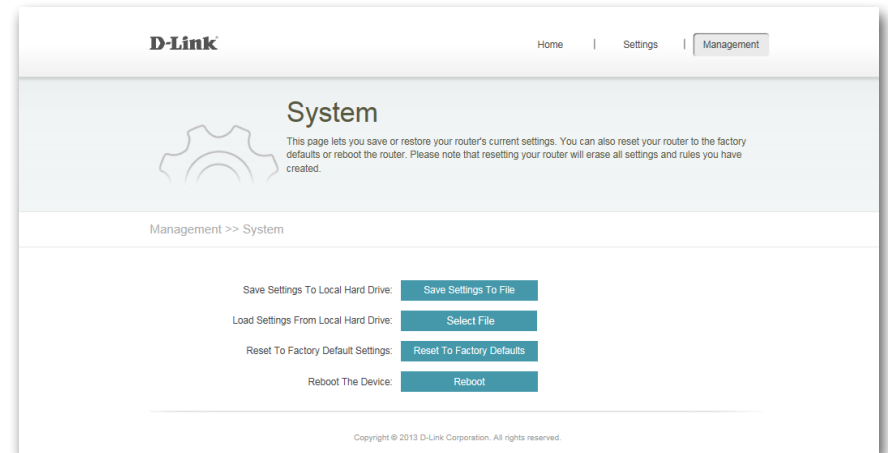 D-Link
Home | Settings | Management
System
This page lets you save or restore your router's current settings. You can also reset your router to the factory
defaults or reboot the router. Please note that resetting your router will erase all settings and rules you have
created.
Management >> System
Save Settings To Local Hard Drive: Save Settings To File
Load Settings From Local Hard Drive: Select File
Reset To Factory Default Settings: Reset To Factory Defaults
Reboot The Device: Reboot
Copyright © 2013 D-Link Corporation. All rights reserved.